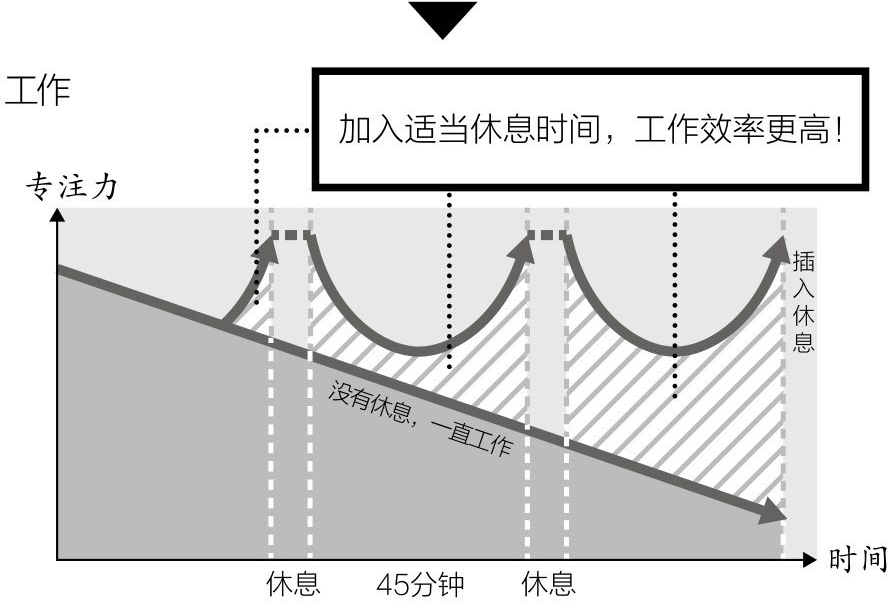 工作
加入适当休息时间，工作效率更高！
专注力
插入休息
没有休息，一直工作
时间
休息
45分钟
休息